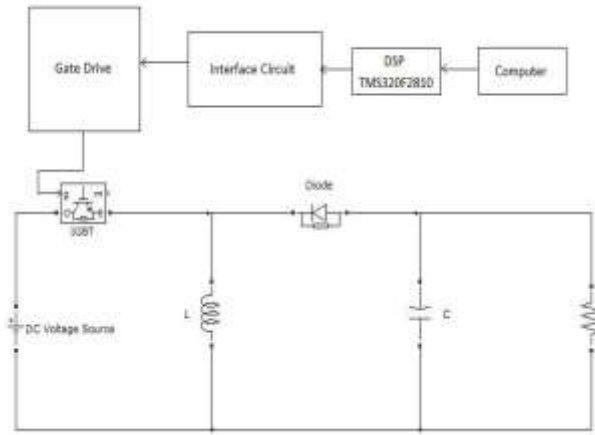 Gate Drive
Interface Circuit
DSP
TMS320F2810
Computer
Diode
IGBT
DC Voltage Source
L
C